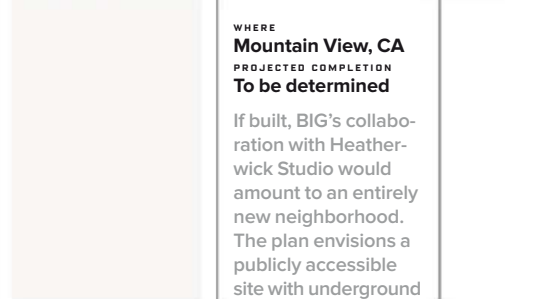 WHERE
Mountain View, CA
PROJECTED COMPLETION
To be determined
If built, BIG’s collabo-
ration with Heather-
wick Studio would
amount to an entirely
new neighborhood.
The plan envisions a
publicly accessible
site with underground